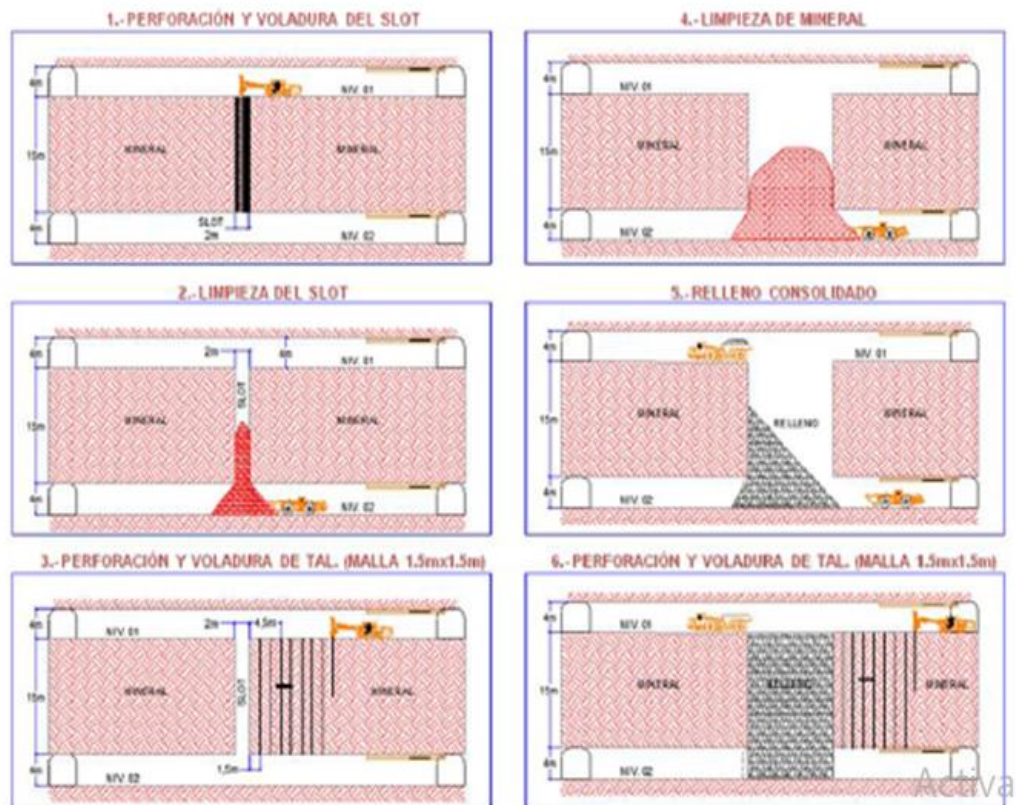 1.-PERFORACIÓN Y VOLADURA DEL SLOT
4m
NIV. 01
15m
MINERAL
MINERAL
SLOT
2m
4m
NIV. 02
2.-LIMPIEZA DEL SLOT
4m
2m
4m
NIV. 01
15m
MINERAL
SLOT
MINERAL
4m
NIV. 02
3.-PERFORACIÓN Y VOLADURA DE TAL. (MALLA 1.5mx1.5m)
4m
NIV. 01
2m
4,5m
15m
MINERAL
SLOT
MINERAL
1,5m
4m
NIV. 02
4.-LIMPIEZA DE MINERAL
4m
NIV. 01
15m
MINERAL
MINERAL
4m
NIV. 02
5.-RELLENO CONSOLIDADO
4m
NIV. 01
15m
MINERAL
RELLENO
MINERAL
4m
NIV. 02
6.-PERFORACIÓN Y VOLADURA DE TAL. (MALLA 1.5mx1.5m)
4m
NIV. 01
15m
MINERAL
RELLENO
MINERAL
4m
NIV. 02
Activa